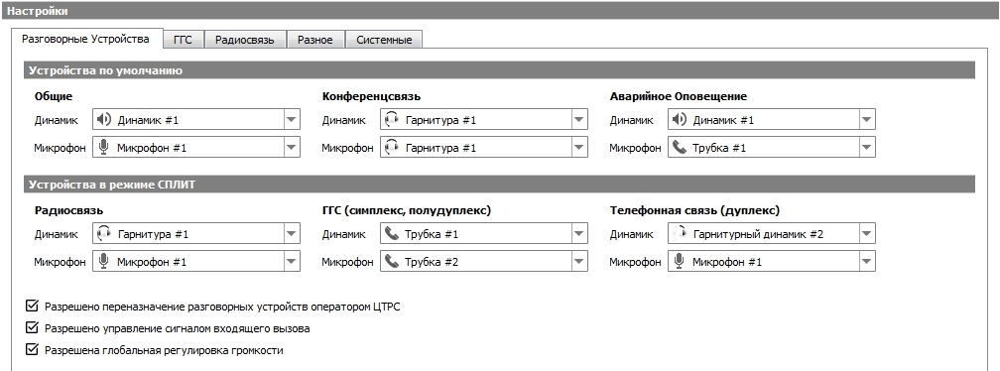 Настройки
Разговорные Устройства ГГС Радиосвязь Разное Системные
Устройства по умолчанию
Общие Конференцсвязь Аварийное Оповещение
Динамик Динамик #1 Динамик Гарнитура #1 Динамик Динамик #1
Микрофон Микрофон #1 Микрофон Гарнитура #1 Микрофон Трубка #1
Устройства в режиме СПЛИТ
Радиосвязь ГГС (симплекс, полудуплекс) Телефонная связь (дуплекс)
Динамик Гарнитура #1 Динамик Трубка #1 Динамик Гарнитурный динамик #2
Микрофон Микрофон #1 Микрофон Трубка #2 Микрофон Микрофон #1
Разрешено переназначение разговорных устройств оператором ЦТРС
Разрешено управление сигналом входящего вызова
Разрешена глобальная регулировка громкости